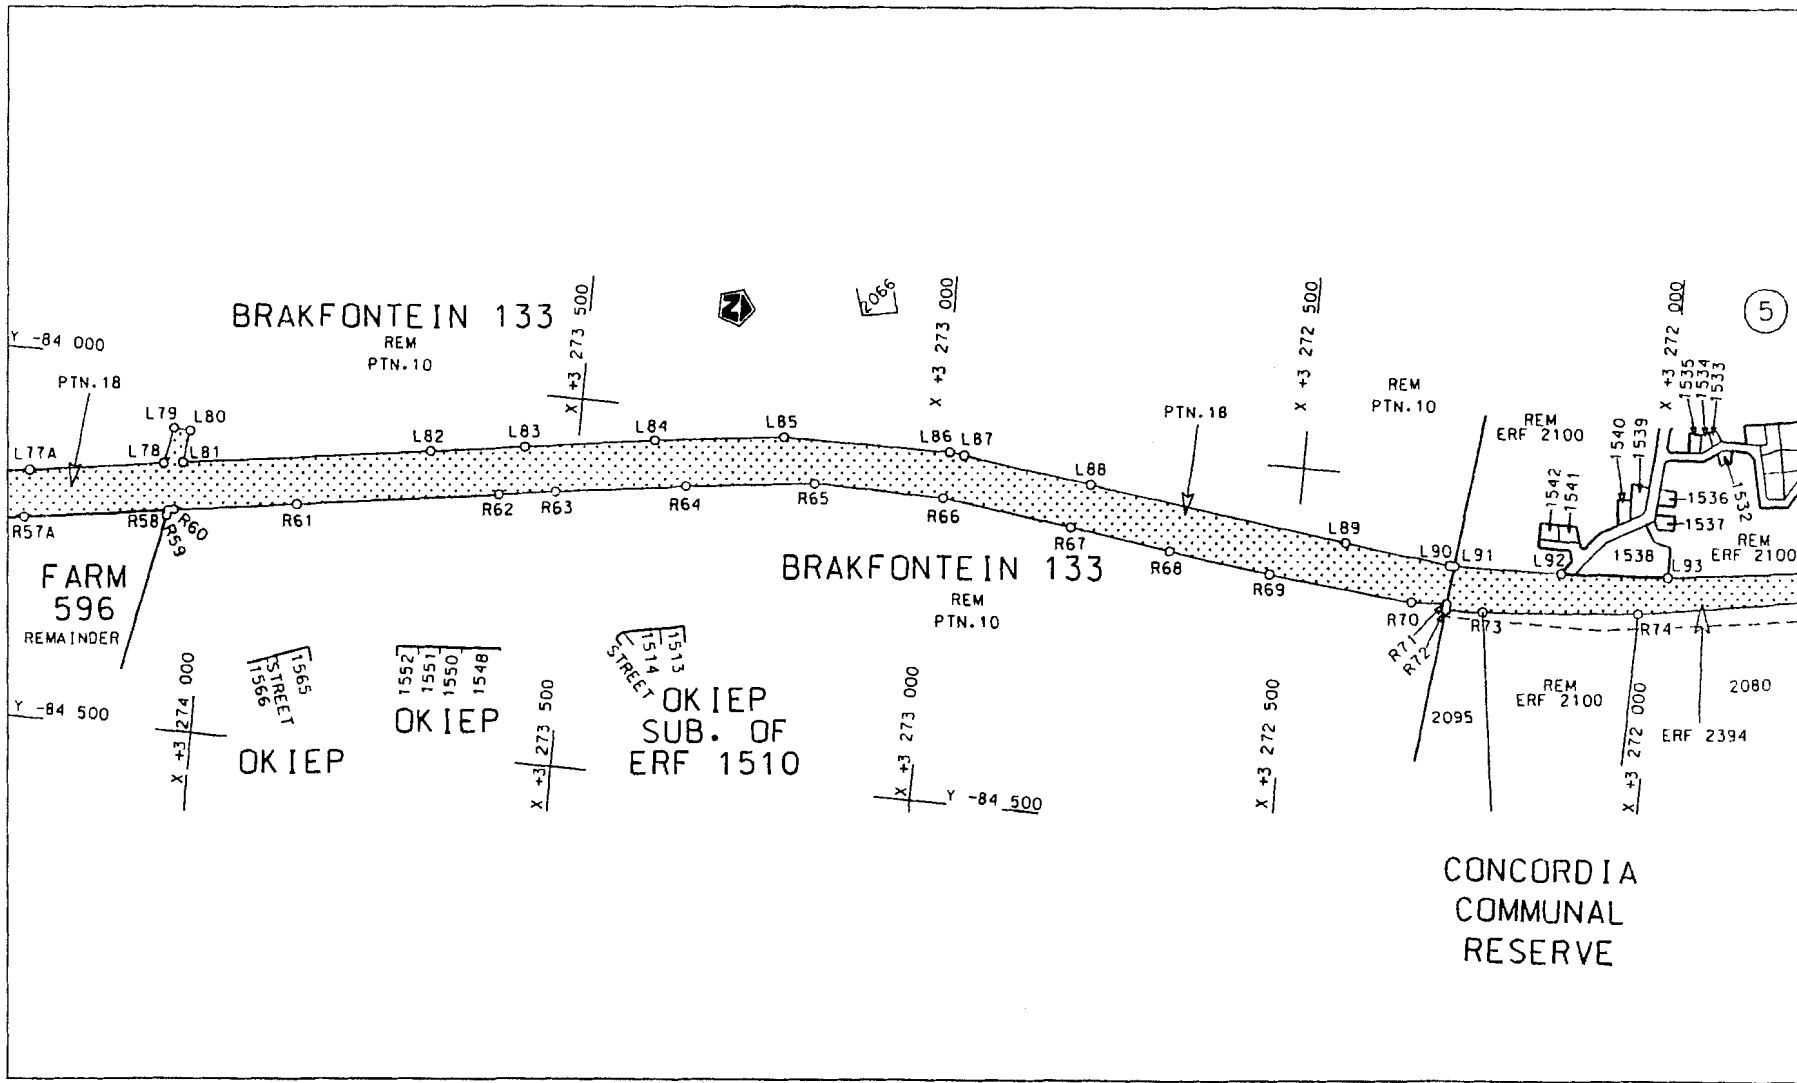 BRAKFONTEIN 133
REM
PTN.10
X +3 273 500
N
2066
X +3 273 000
X +3 272 500
X +3 272 000
5
Y -84 000
PTN.18
L77A
L78
L79
L80
L81
L82
L83
L84
L85
L86
L87
L88
L89
L90
L91
L92
L93
PTN.18
REM
PTN.10
REM
ERF 2100
1535
1534
1533
1540
1539
1542
1541
1536
1537
1532
1538
REM
ERF 2100
R57A
R58
R59
R60
R61
R62
R63
R64
R65
R66
R67
R68
R69
R70
R71
R72
R73
R74
FARM
596
REMAINDER
BRAKFONTEIN 133
REM
PTN.10
1565
STREET
1566
1552
1551
1550
1548
1513
1514
STREET
Y -84 500
X +3 274 000
OKIEP
OKIEP
X +3 273 500
OKIEP
SUB. OF
ERF 1510
X +3 273 000
Y -84 500
X +3 272 500
2095
REM
ERF 2100
X +3 272 000
2080
ERF 2394
CONCORDIA
COMMUNAL
RESERVE